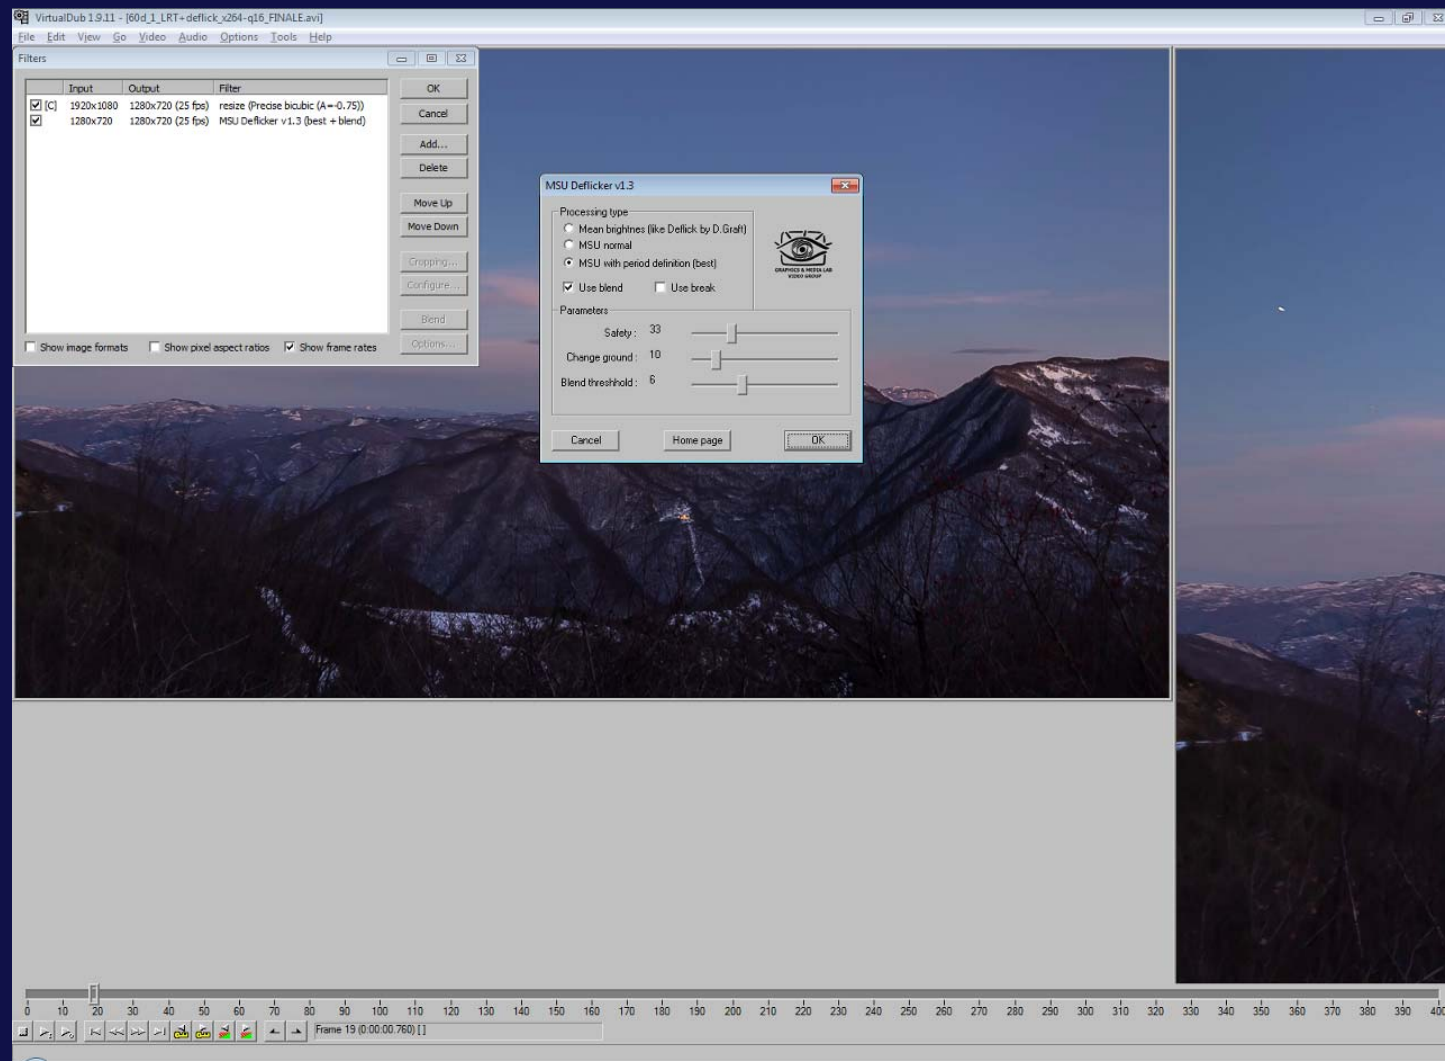 VirtualDub 1.9.11 - [60d_1_LRT+deflick_x264-q16_FINALE.avi]
File Edit View Go Video Audio Options Tools Help
Filters
Input Output Filter
[C] 1920x1080 1280x720 (25 fps) resize (Precise bicubic (A=-0.75))
1280x720 1280x720 (25 fps) MSU Deflicker v1.3 (best + blend)
OK
Cancel
Add...
Delete
Move Up
Move Down
Cropping...
Configure...
Blend
Options...
Show image formats Show pixel aspect ratios Show frame rates
MSU Deflicker v1.3
Processing type
Mean brightnes (like Deflick by D.Graft)
MSU normal
MSU with period definition (best)
Use blend Use break
GRAPHICS & MEDIA LAB
VIDEO GROUP
Parameters
Safety : 33
Change ground : 10
Blend threshhold : 6
Cancel Home page OK
0 10 20 30 40 50 60 70 80 90 100 110 120 130 140 150 160 170 180 190 200 210 220 230 240 250 260 270 280 290 300 310 320 330 340 350 360 370 380 390 400
Frame 19 (0:00:00.760) [ ]